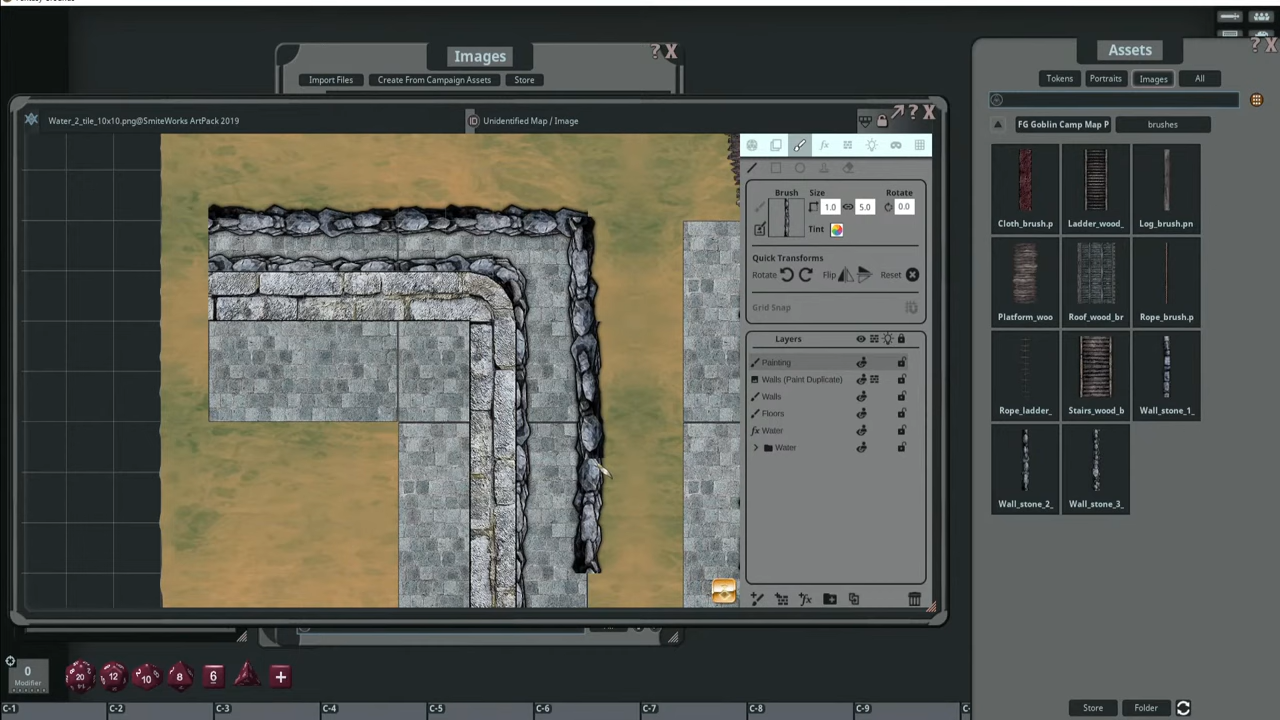 Fantasy Grounds
Images
? X
Import Files
Create From Campaign Assets
Store
Water_2_tile_10x10.png@SmiteWorks ArtPack 2019
ID Unidentified Map / Image
? X
Brush
Size
Rotate
1.0
5.0
0.0
Tint
Quick Transforms
Rotate
Flip
Reset
Grid Snap
Layers
Painting
Walls (Paint Duplicate)
Walls
Floors
fx Water
Water
Assets
? X
Tokens
Portraits
Images
All
FG Goblin Camp Map P
brushes
Cloth_brush.p
Ladder_wood_
Log_brush.pn
Platform_woo
Roof_wood_br
Rope_brush.p
Rope_ladder_
Stairs_wood_b
Wall_stone_1_
Wall_stone_2_
Wall_stone_3_
Store
Folder
0
Modifier
20
12
10
8
6
+
C-1
C-2
C-3
C-4
C-5
C-6
C-7
C-8
C-9
C-